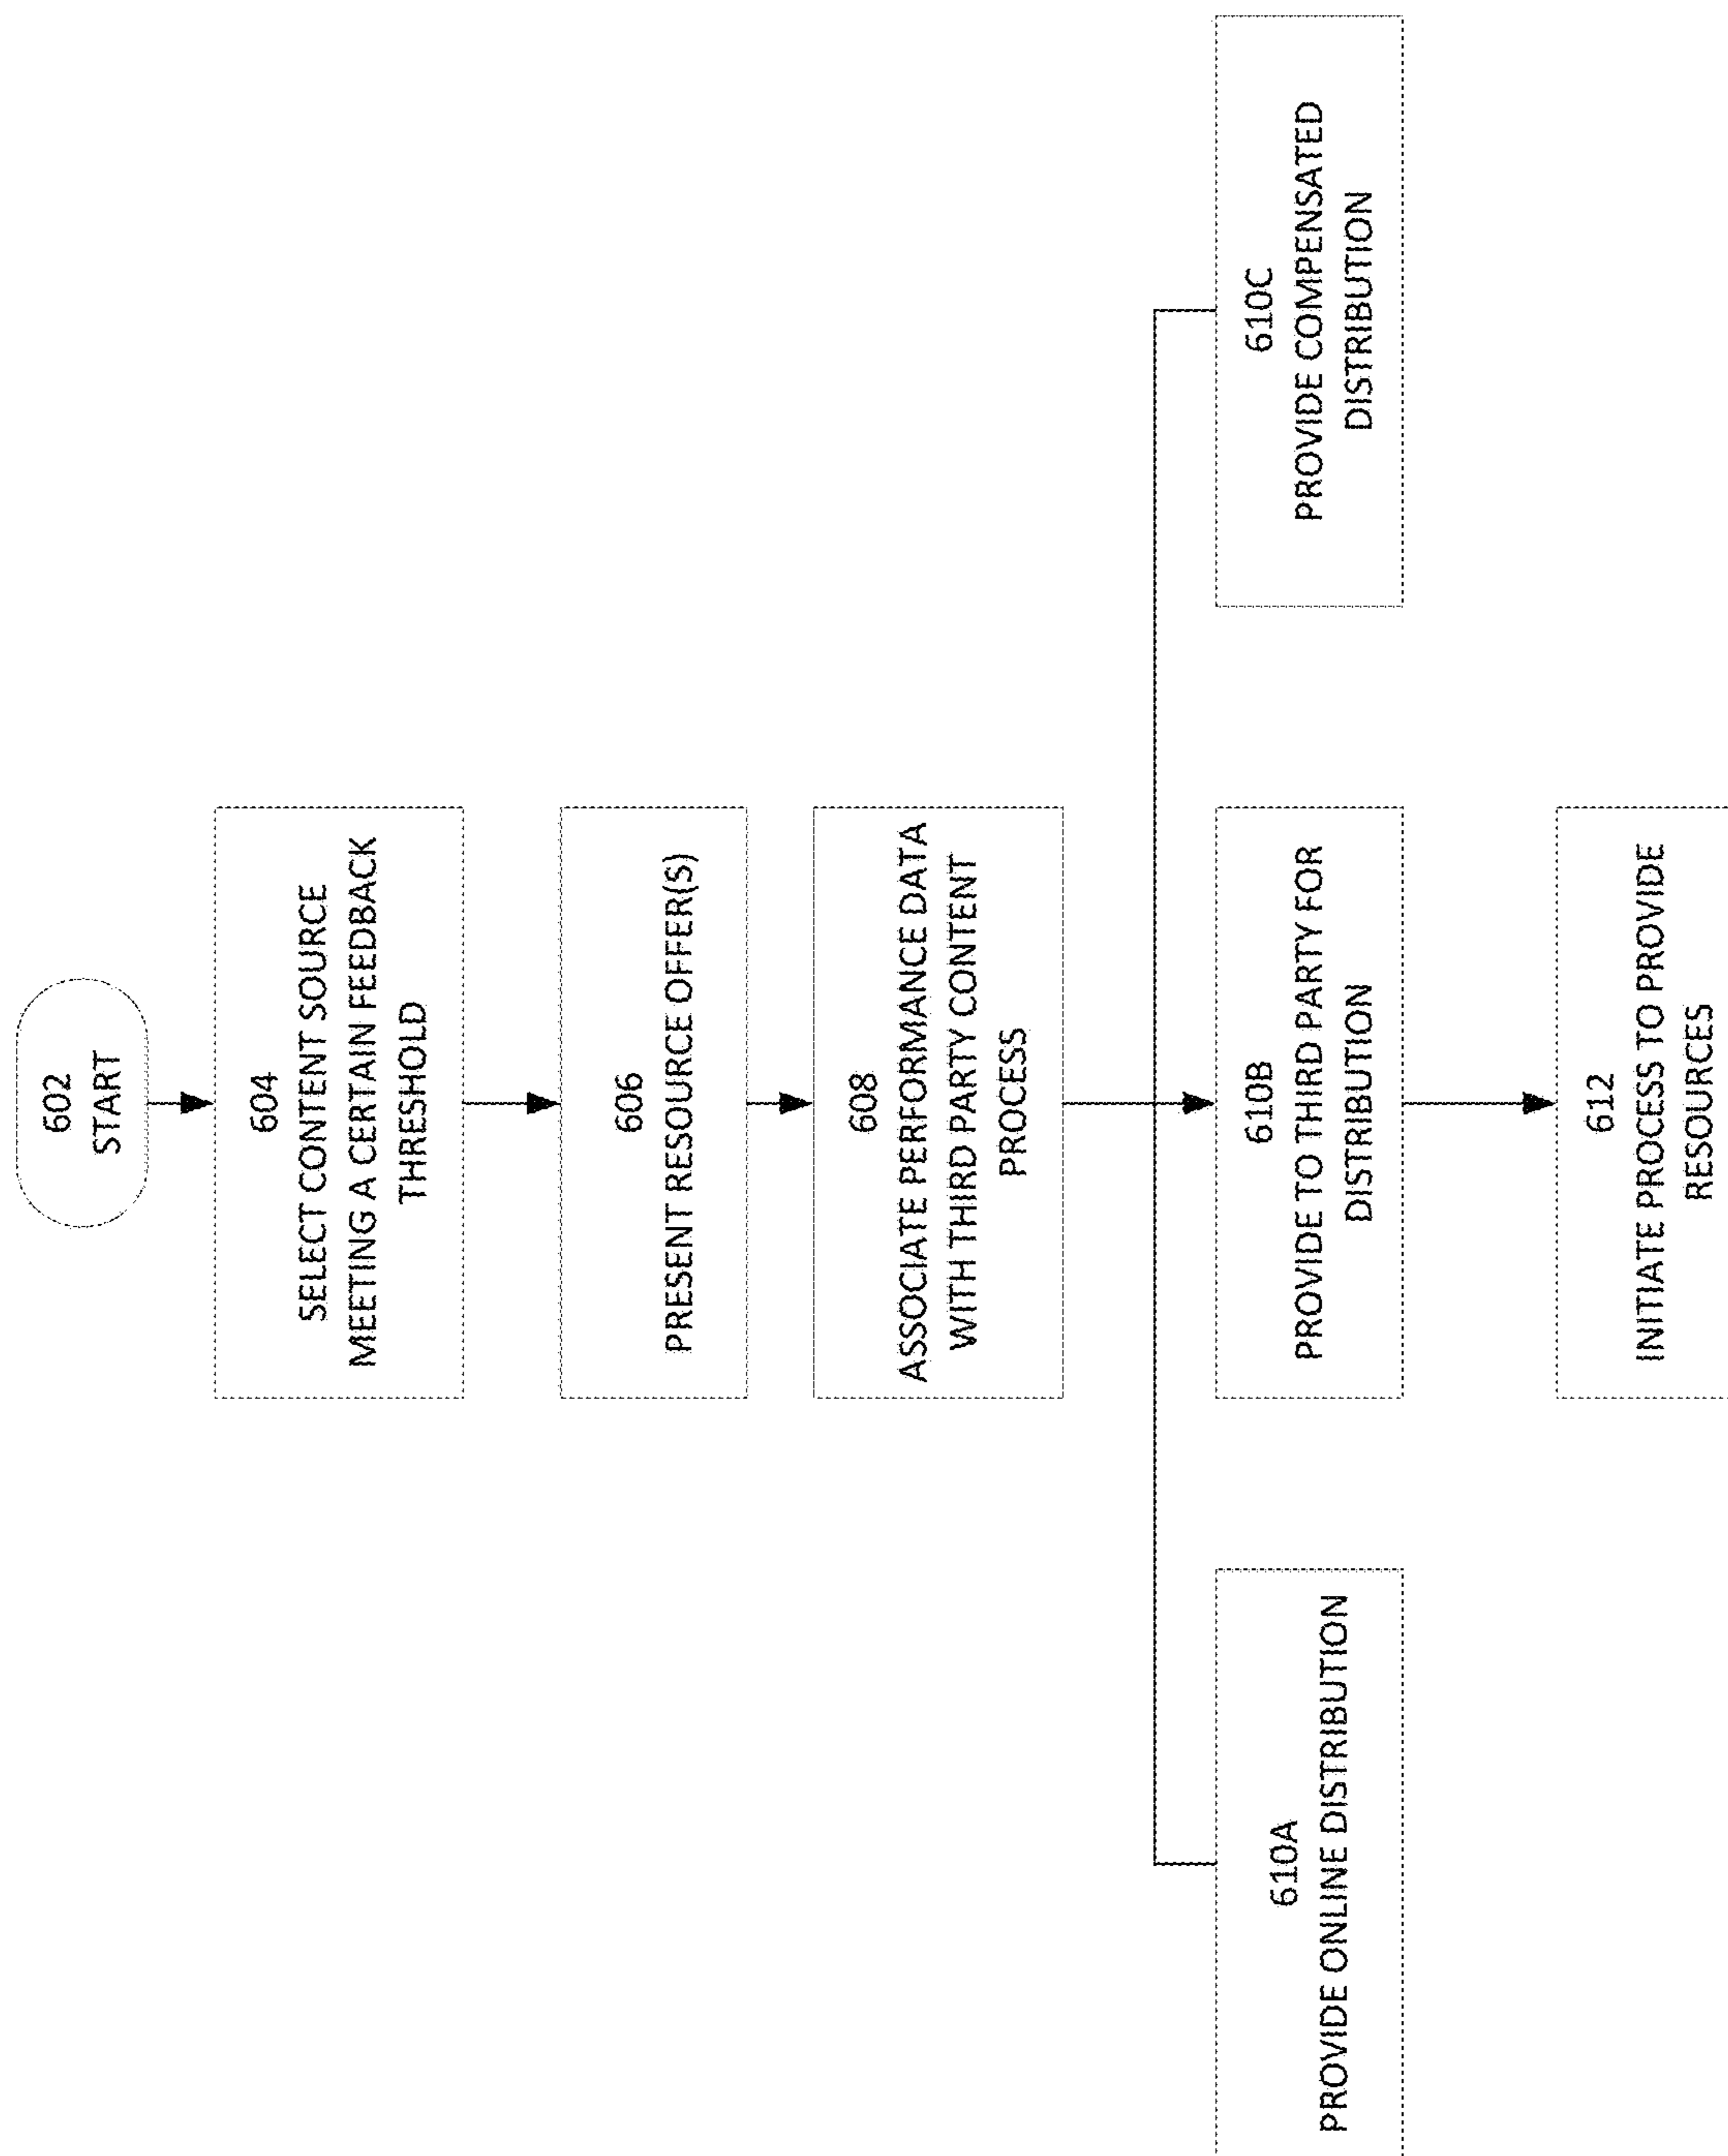 602
START
604
SELECT CONTENT SOURCE
MEETING A CERTAIN FEEDBACK
THRESHOLD
606
PRESENT RESOURCE OFFER(S)
608
ASSOCIATE PERFORMANCE DATA
WITH THIRD PARTY CONTENT
PROCESS
610A
PROVIDE ONLINE DISTRIBUTION
610B
PROVIDE TO THIRD PARTY FOR
DISTRIBUTION
610C
PROVIDE COMPENSATED
DISTRIBUTION
612
INITIATE PROCESS TO PROVIDE
RESOURCES